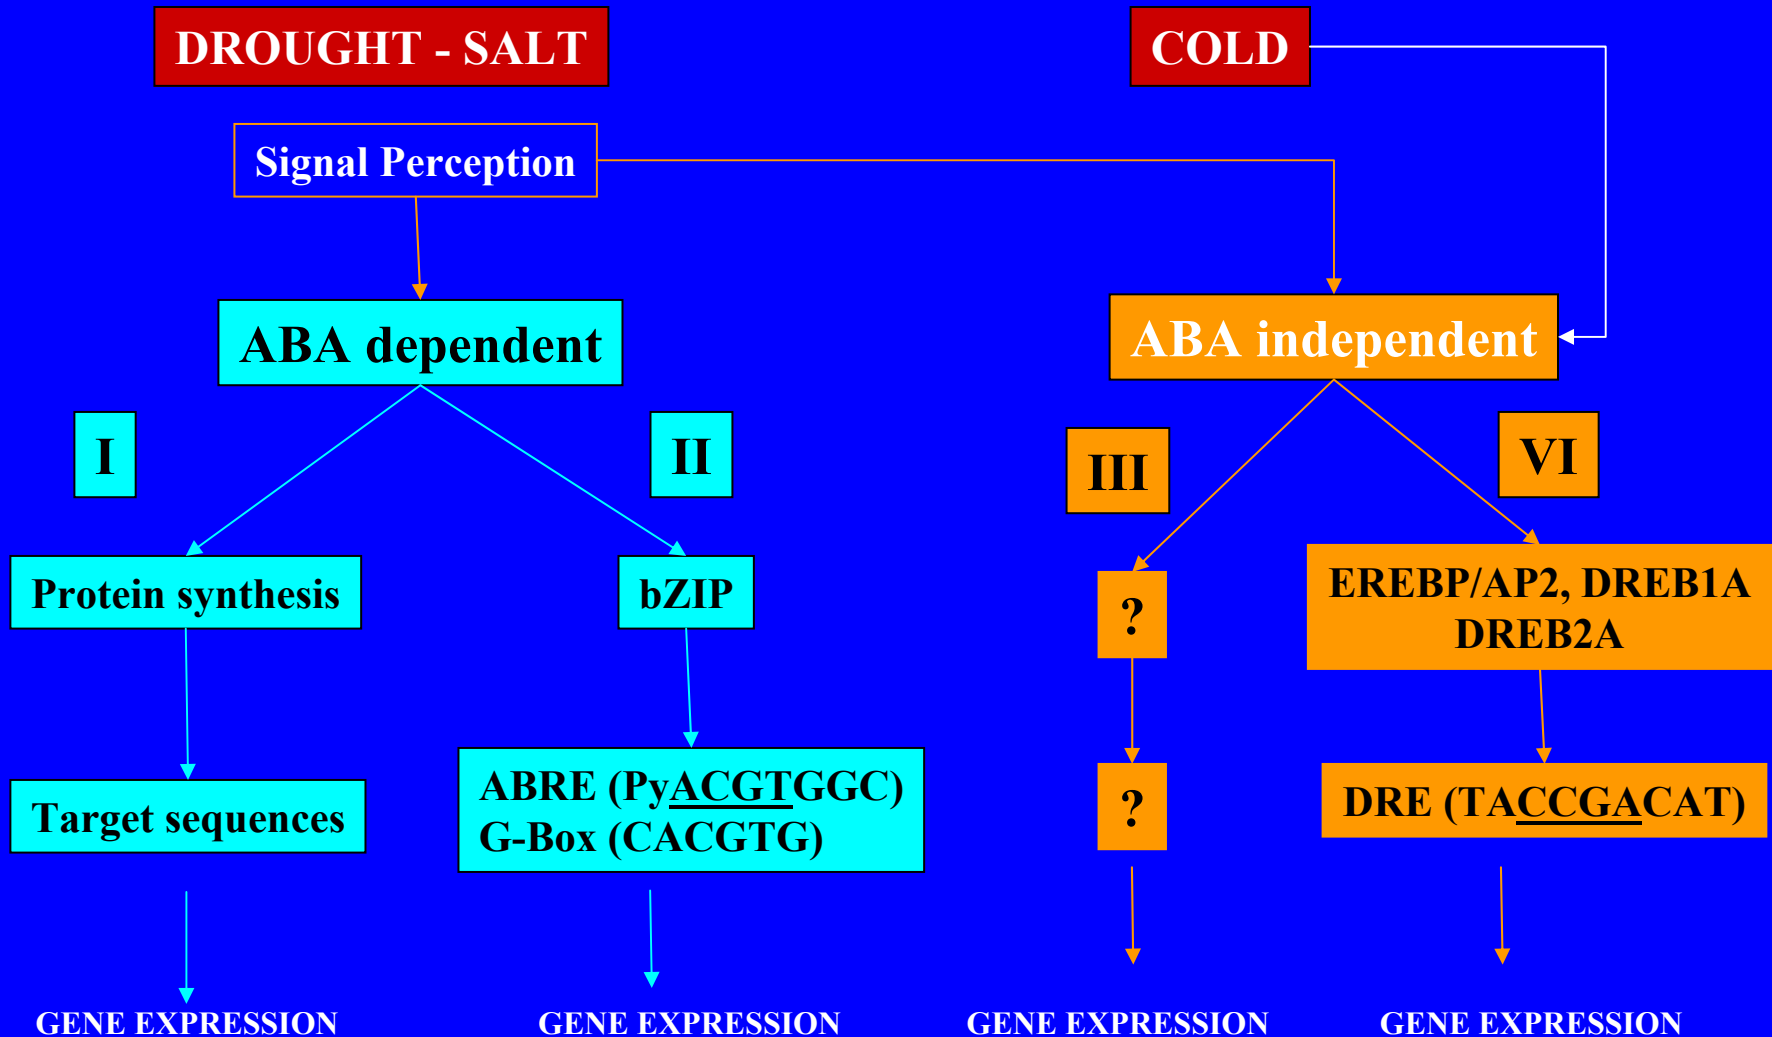 DROUGHT - SALT
COLD
Signal Perception
ABA dependent
ABA independent
I
II
III
VI
Protein synthesis
bZIP
?
EREBP/AP2, DREB1A
DREB2A
Target sequences
ABRE (PyACGTGGC)
G-Box (CACGTG)
?
DRE (TACCGACAT)
GENE EXPRESSION
GENE EXPRESSION
GENE EXPRESSION
GENE EXPRESSION